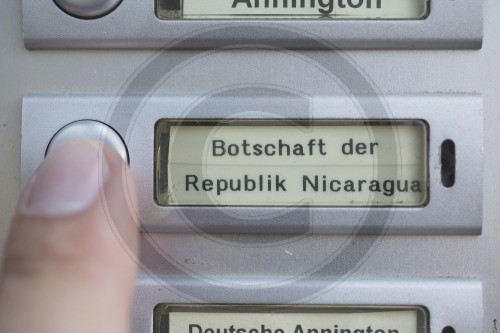 Annington
Botschaft der
Republik Nicaragua
Deutsche Annington